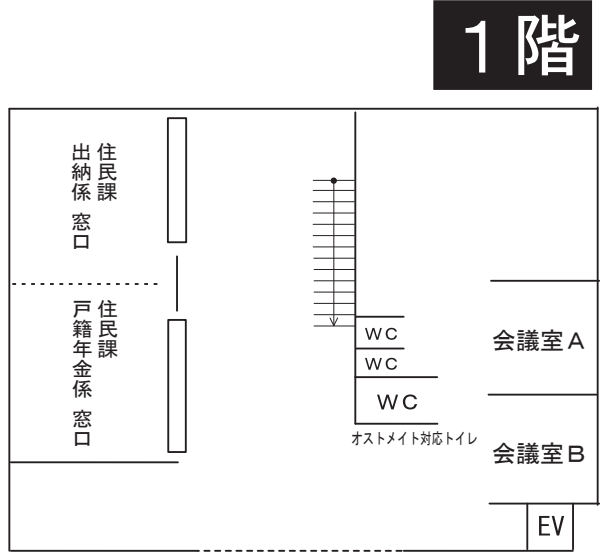 1階
住民課
出納係 窓口
住民課
戸籍年金係 窓口
WC
WC
WC
オストメイト対応トイレ
会議室A
会議室B
EV